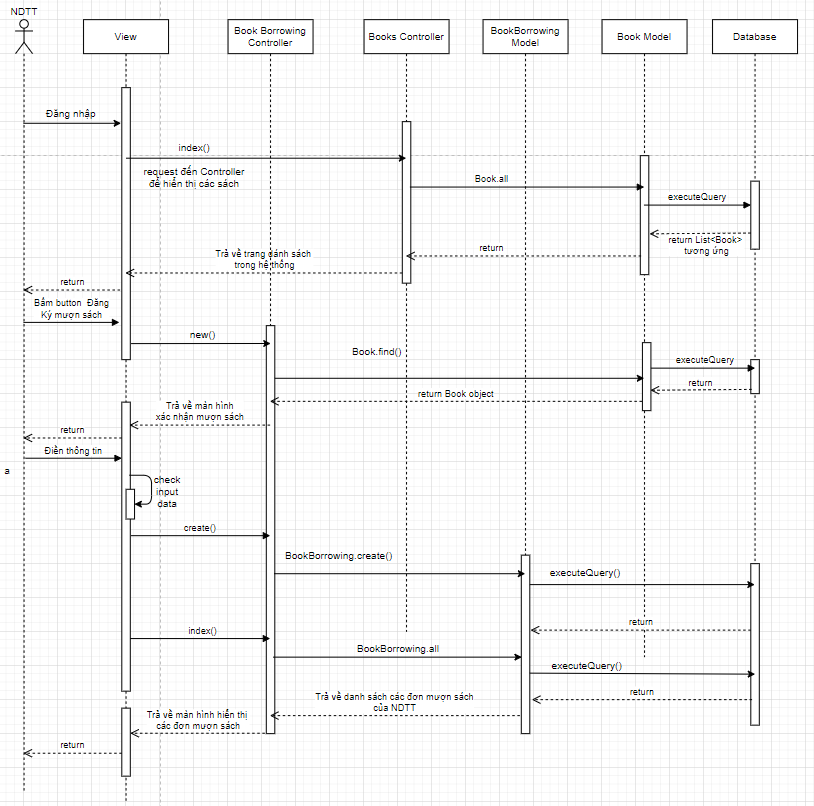 NDTT
View
Book Borrowing
Controller
Books Controller
BookBorrowing
Model
Book Model
Database
Đăng nhập
index()
request đến Controller
để hiển thị các sách
Book.all
executeQuery
return List<Book>
tương ứng
return
Trả về trang dánh sách
trong hệ thống
return
Bấm button Đăng
Ký mượn sách
new()
Book.find()
executeQuery
return
return Book object
Trả về màn hình
xác nhận mượn sách
return
Điền thông tin
a
check
input
data
create()
BookBorrowing.create()
executeQuery()
return
index()
BookBorrowing.all
executeQuery()
return
Trả về danh sách các đơn mượn sách
của NDTT
Trả về màn hình hiển thị
các đơn mượn sách
return